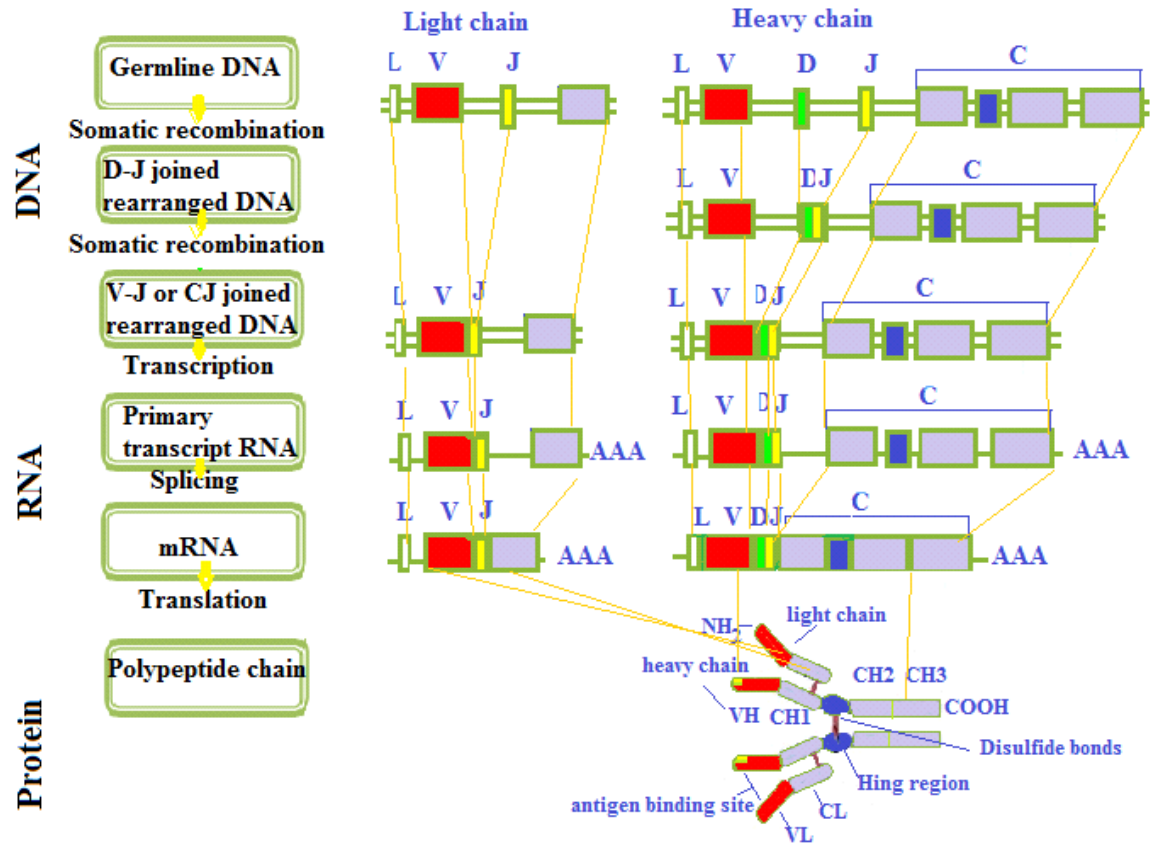 Light chain
Heavy chain
Germline DNA
L V J
L V D J C
Somatic recombination
DNA
D-J joined
rearranged DNA
L V DJ C
Somatic recombination
V-J or CJ joined
rearranged DNA
L V J
L V D J C
Transcription
Primary
transcript RNA
L V J AAA
L V D J C AAA
RNA
Splicing
mRNA
L V J AAA
L V DJ C AAA
Translation
Polypeptide chain
Protein
NH2
light chain
heavy chain
VH
CH1
CH2 CH3
COOH
Disulfide bonds
Hing region
antigen binding site
CL
VL